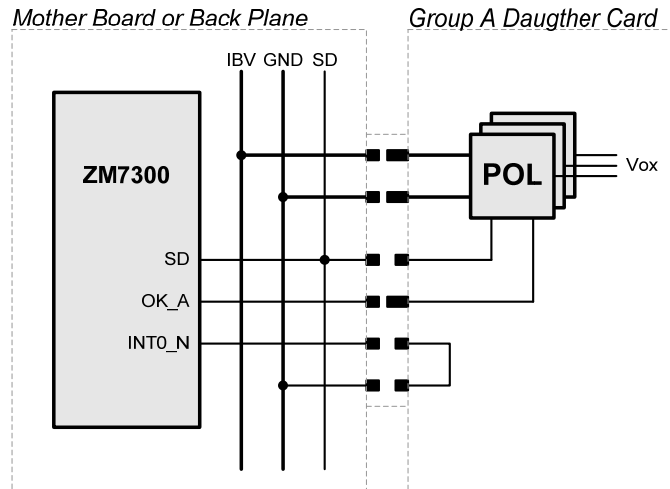 Mother Board or Back Plane
Group A Daugther Card
IBV GND SD
ZM7300
POL
Vox
SD
OK_A
INT0_N